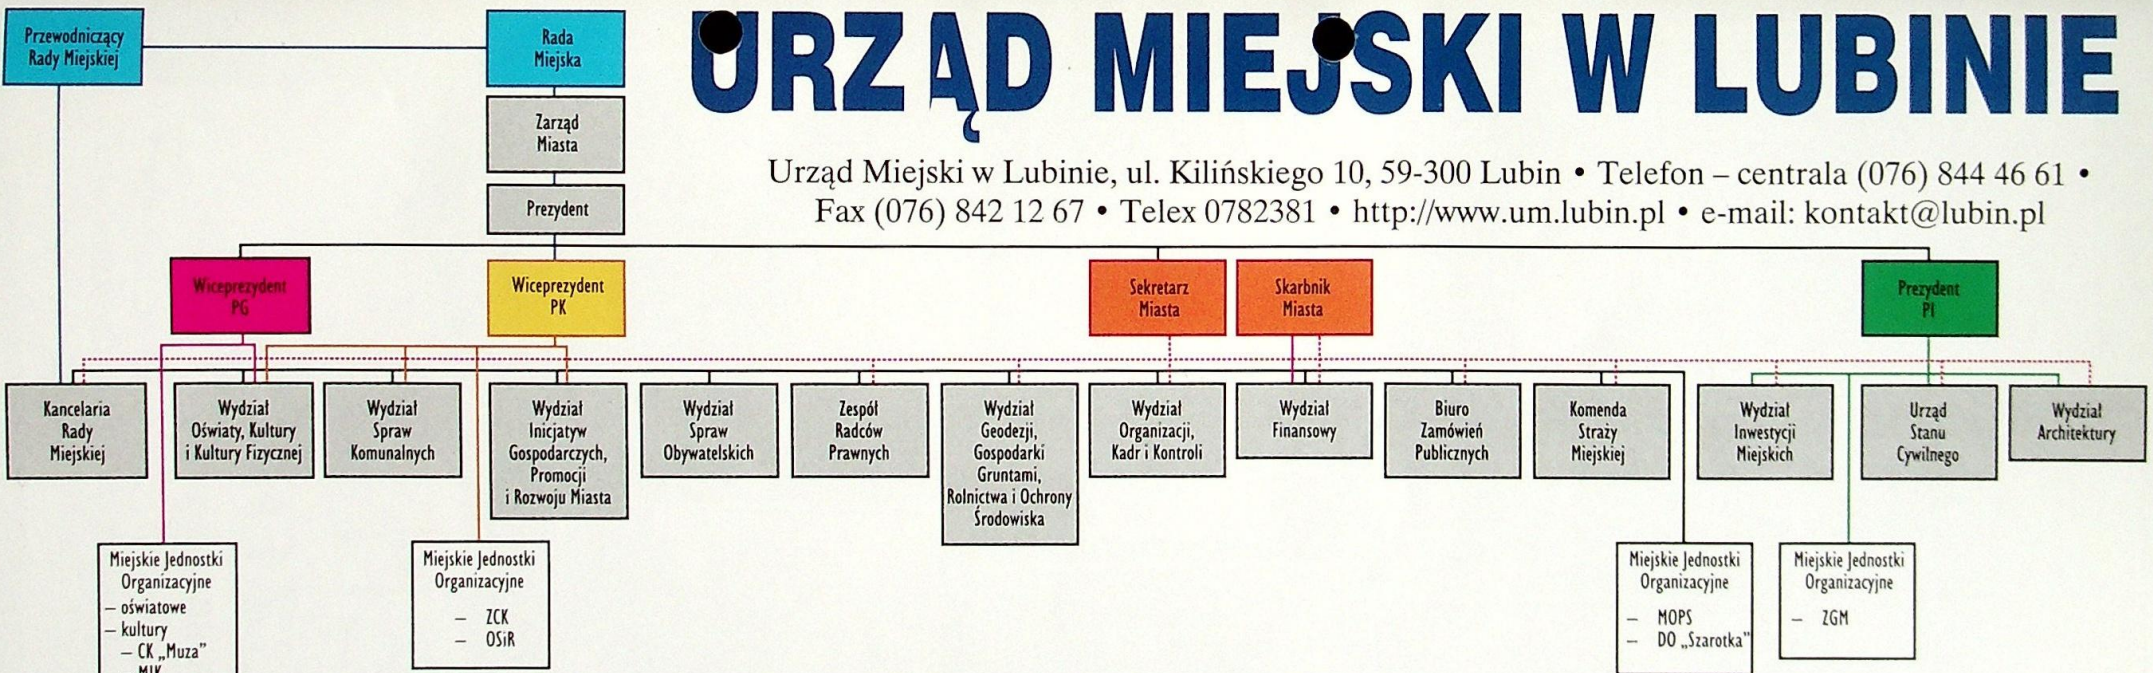 Przewodniczący
Rady Miejskiej
Rada
Miejska
URZĄD MIEJSKI W LUBINIE
Zarząd
Miasta
Urząd Miejski w Lubinie, ul. Kilińskiego 10, 59-300 Lubin • Telefon – centrala (076) 844 46 61 •
Fax (076) 842 12 67 • Telex 0782381 • http://www.um.lubin.pl • e-mail: kontakt@lubin.pl
Prezydent
Wiceprezydent
PG
Wiceprezydent
PK
Sekretarz
Miasta
Skarbnik
Miasta
Prezydent
PI
Kancelaria
Rady
Miejskiej
Wydział
Oświaty, Kultury
i Kultury Fizycznej
Wydział
Spraw
Komunalnych
Wydział
Inicjatyw
Gospodarczych,
Promocji
i Rozwoju Miasta
Wydział
Spraw
Obywatelskich
Zespół
Radców
Prawnych
Wydział
Geodezji,
Gospodarki
Gruntami,
Rolnictwa i Ochrony
Środowiska
Wydział
Organizacji,
Kadr i Kontroli
Wydział
Finansowy
Biuro
Zamówień
Publicznych
Komenda
Straży
Miejskiej
Wydział
Inwestycji
Miejskich
Urząd
Stanu
Cywilnego
Wydział
Architektury
Miejskie Jednostki
Organizacyjne
– oświatowe
– kultury
– CK „Muza”
Miejskie Jednostki
Organizacyjne
– ZCK
– OSiR
Miejskie Jednostki
Organizacyjne
– MOPS
– DO „Szarotka”
Miejskie Jednostki
Organizacyjne
– ZGM